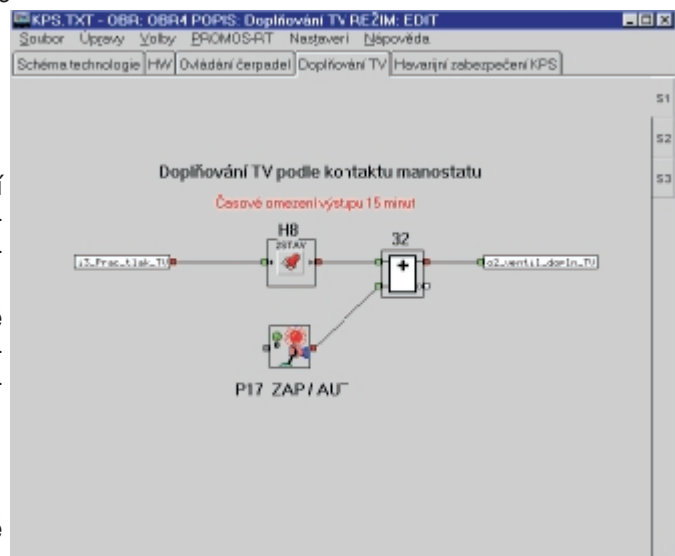 KPS.TXT - OBR: OBR4 POPIS: Doplňování TV REŽIM: EDIT
Soubor Úpravy Volby PROMOS-RT Nastavení Nápověda
Schéma technologie HW Ovládání čerpadel Doplňování TV Havarijní zabezpečení KPS
S1
S2
S3
Doplňování TV podle kontaktu manostatu
Časové omezení výstupu 15 minut
H8
2STAV
32
i3_Prac_tlak_TV
+
o2_ventil_dopln_TV
P17 ZAP/AUT
í
-
-
e
-
-
e